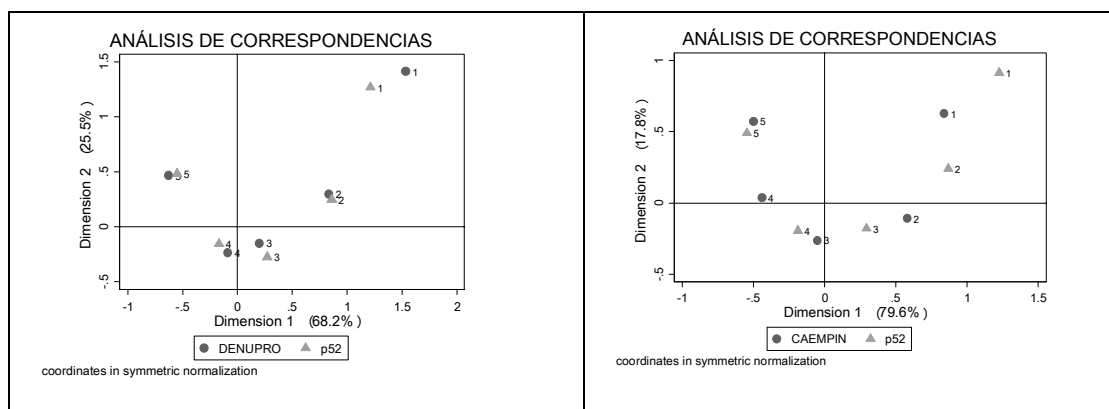 ANÁLISIS DE CORRESPONDENCIAS
1.5
1
.5
0
-.5
Dimension 2 (25.5%)
1
1
5
5
2
2
4
4
3
3
-1 -.5 0 .5 1 1.5 2
Dimension 1 (68.2%)
DENUPRO p52
coordinates in symmetric normalization
ANÁLISIS DE CORRESPONDENCIAS
1
.5
0
-.5
Dimension 2 (17.8%)
1
1
5
5
2
4
2
4
3
3
-1 -.5 0 .5 1 1.5
Dimension 1 (79.6%)
CAEMPIN p52
coordinates in symmetric normalization